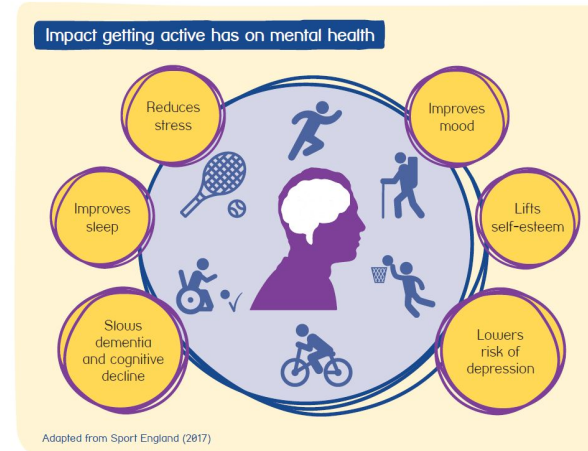 Impact getting active has on mental health
Reduces
stress
Improves
mood
Improves
sleep
Lifts
self-esteem
Slows
dementia
and cognitive
decline
Lowers
risk of
depression
Adapted from Sport England (2017)